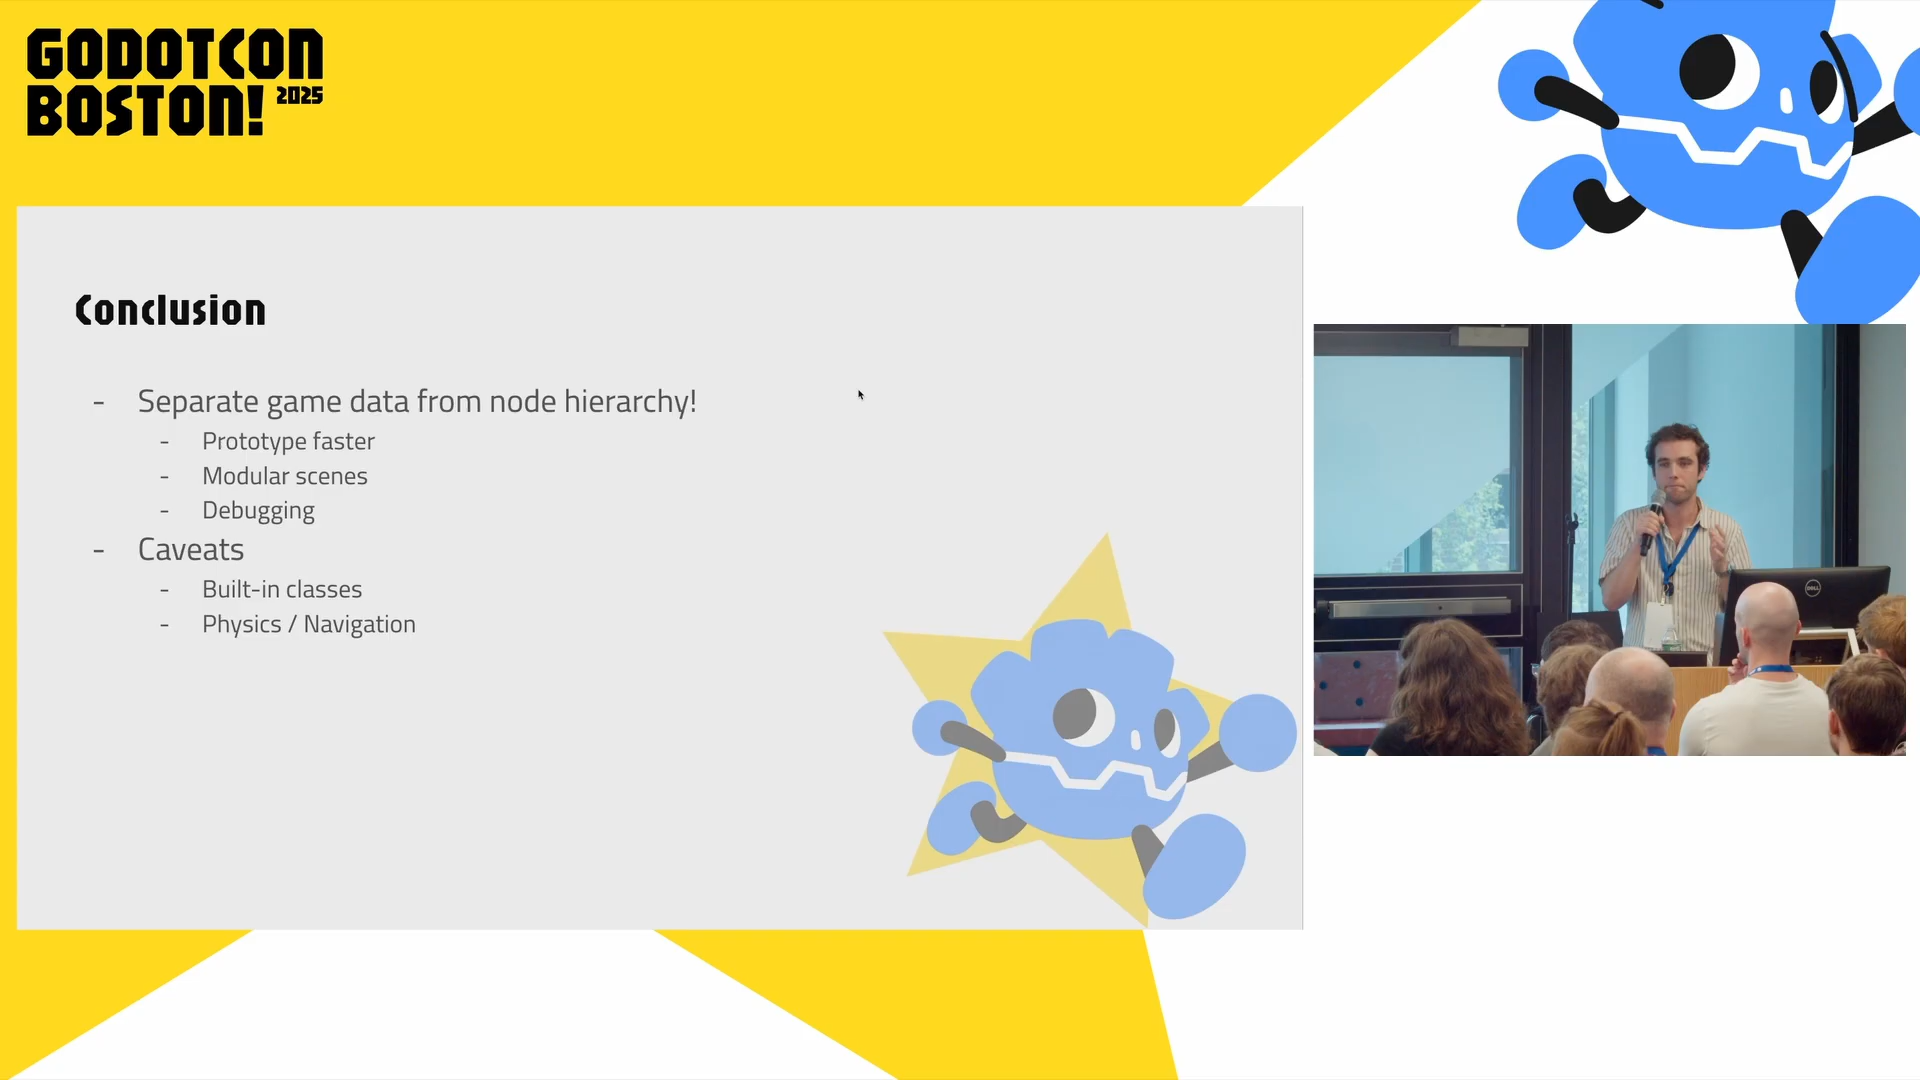 GODOTCON
BOSTON! 2025
Conclusion
- Separate game data from node hierarchy!
- Prototype faster
- Modular scenes
- Debugging
- Caveats
- Built-in classes
- Physics / Navigation
DELL